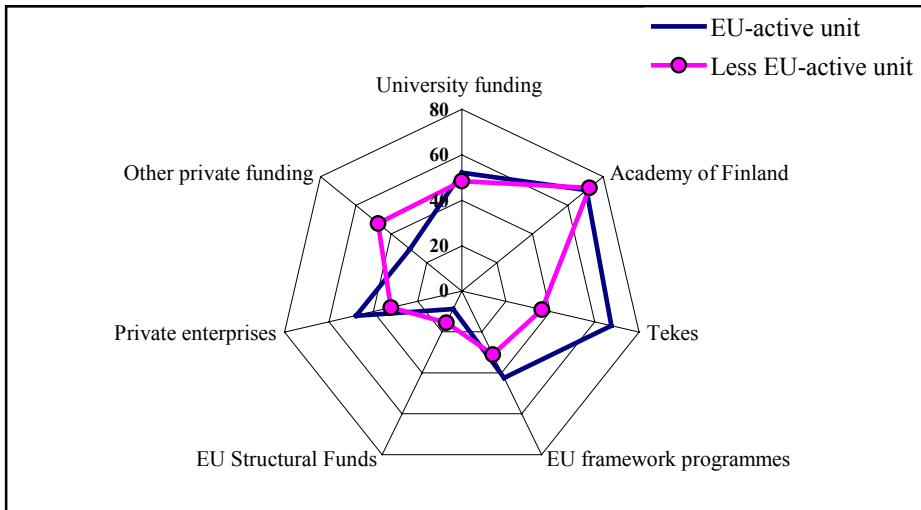 EU-active unit
Less EU-active unit
University funding
80
Other private funding
Academy of Finland
60
40
20
0
Private enterprises
Tekes
EU Structural Funds
EU framework programmes